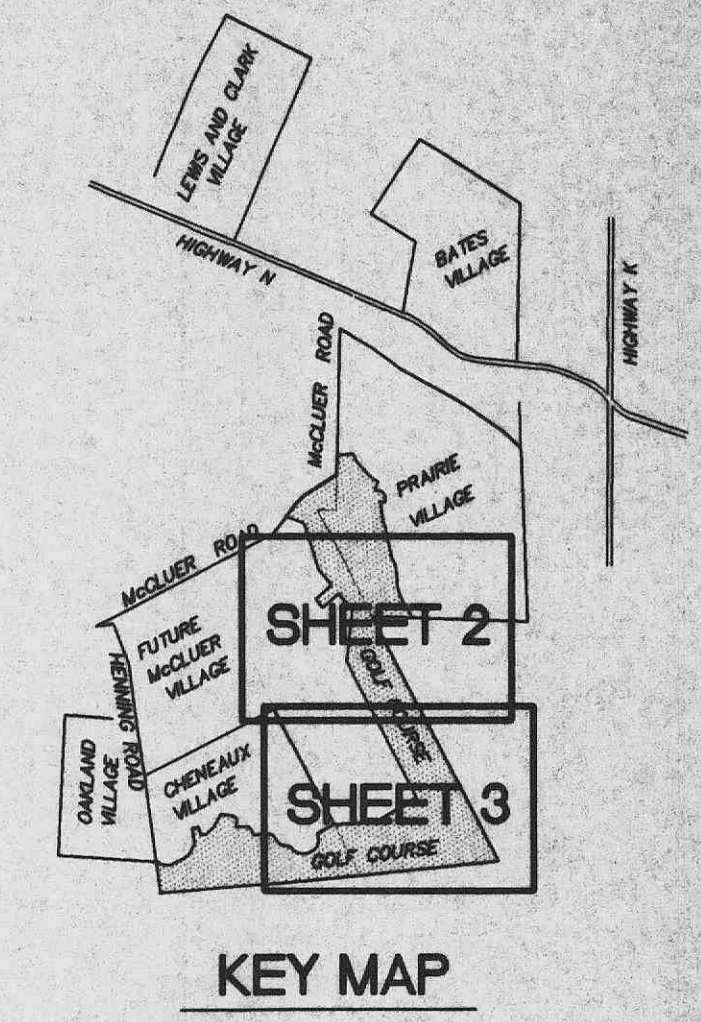 LEWIS AND CLARK
VILLAGE
HIGHWAY N
BATES
VILLAGE
HIGHWAY K
McCLUER ROAD
PRAIRIE
VILLAGE
McCLUER ROAD
FUTURE
McCLUER
VILLAGE
SHEET 2
GOLF COURSE
HENNING ROAD
OAKLAND
VILLAGE
CHENEAUX
VILLAGE
SHEET 3
GOLF COURSE
KEY MAP